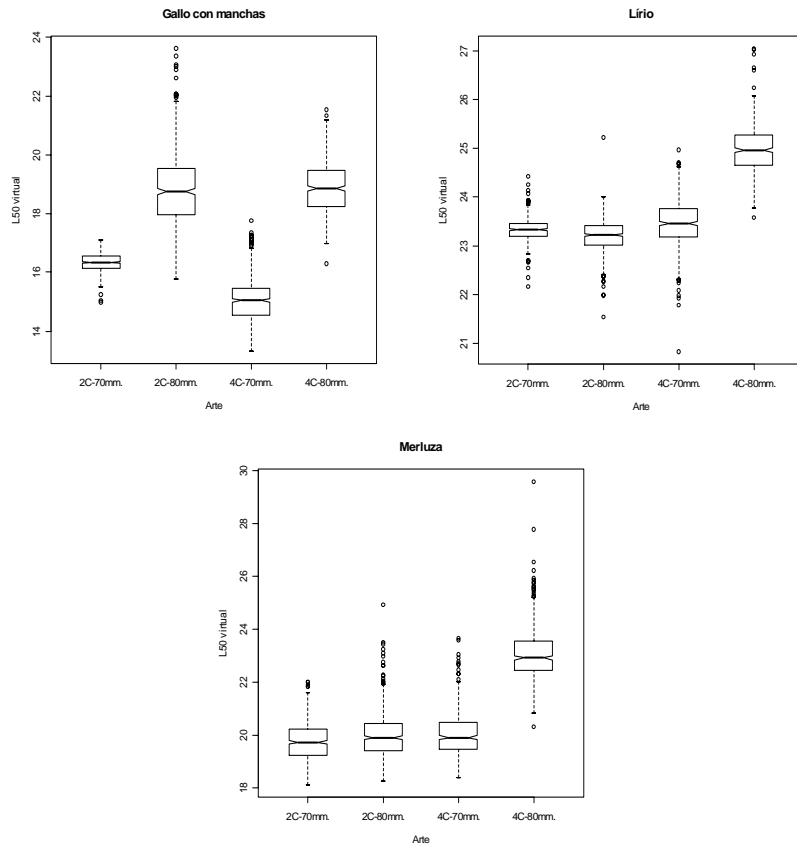 Gallo con manchas
L50 virtual
24
22
20
18
16
14
2C-70mm. 2C-80mm. 4C-70mm. 4C-80mm.
Arte
Lírio
L50 virtual
27
26
25
24
23
22
21
2C-70mm. 2C-80mm. 4C-70mm. 4C-80mm.
Arte
Merluza
L50 virtual
30
28
26
24
22
20
18
2C-70mm. 2C-80mm. 4C-70mm. 4C-80mm.
Arte